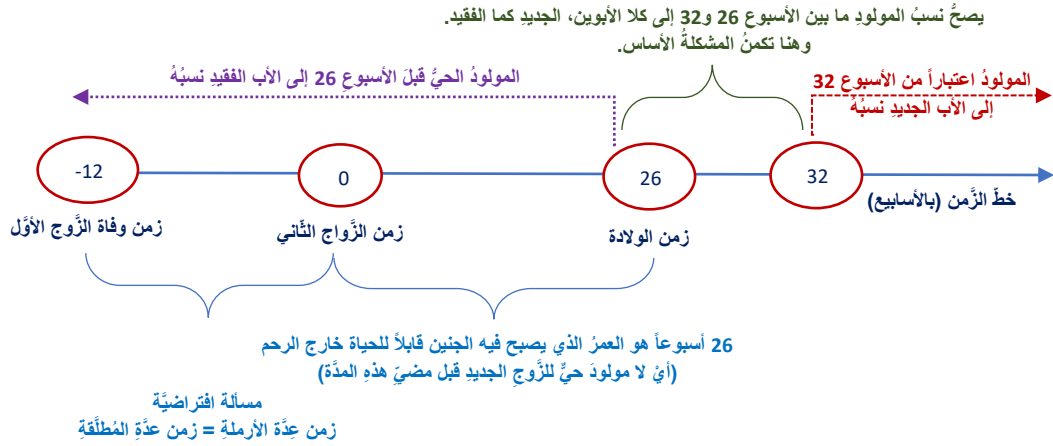 يصحُّ نسبُ المولودِ ما بين الأسبوع 26 و32 إلى كلا الأبوين، الجديدِ كما الفقيد.
وهنا تكمنُ المشكلةُ الأساس.
المولودُ اعتباراً من الأسبوع 32
إلى الأبِ الجديدِ نسبُهُ
المولودُ الحيُّ قبلَ الأسبوعِ 26 إلى الأب الفقيدِ نسبُهُ
-12
0
26
32
خطّ الزَّمن (بالأسابيع)
زمن وفاة الزَّوج الأوَّل
زمن الزَّواج الثَّاني
زمن الولادة
26 أسبوعاً هو العمرُ الذي يصبح فيه الجنين قابلاً للحياة خارج الرحم
(أيْ لا مولودَ حيٌّ للزَّوجِ الجديدِ قبل مضيِّ هذهِ المدَّة)
مسألة افتراضيَّة
زمن عِدَّة الأرملةِ = زمن عدَّةِ المُطلَّقةِ